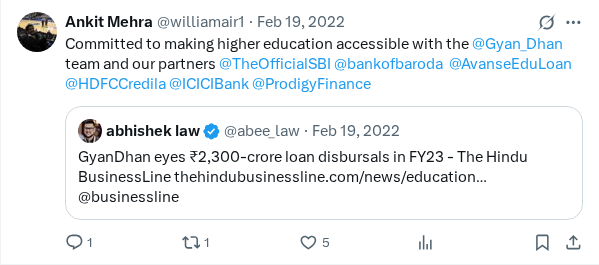 Ankit Mehra @williamair1 · Feb 19, 2022
Committed to making higher education accessible with the @Gyan_Dhan
team and our partners @TheOfficialSBI @bankofbaroda @AvanseEduLoan
@HDFCCredila @ICICIBank @ProdigyFinance
abhishek law @abee_law · Feb 19, 2022
GyanDhan eyes ₹2,300-crore loan disbursals in FY23 - The Hindu
BusinessLine thehindubusinessline.com/news/education...
@businessline
1 1 5